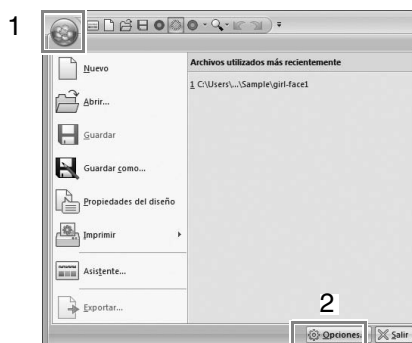 1
Nuevo
Archivos utilizados más recientemente
1 C:\Users\...\Sample\girl-face1
Abrir...
Guardar
Guardar como...
Propiedades del diseño
Imprimir
Asistente...
Exportar...
2
Opciones.
Salir